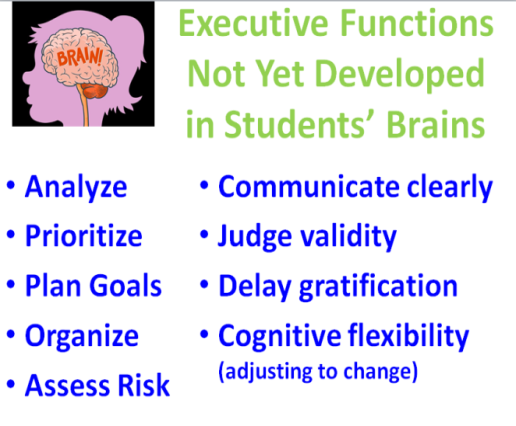 BRAIN!
Executive Functions
Not Yet Developed
in Students’ Brains
• Analyze
• Prioritize
• Plan Goals
• Organize
• Assess Risk
• Communicate clearly
• Judge validity
• Delay gratification
• Cognitive flexibility
(adjusting to change)